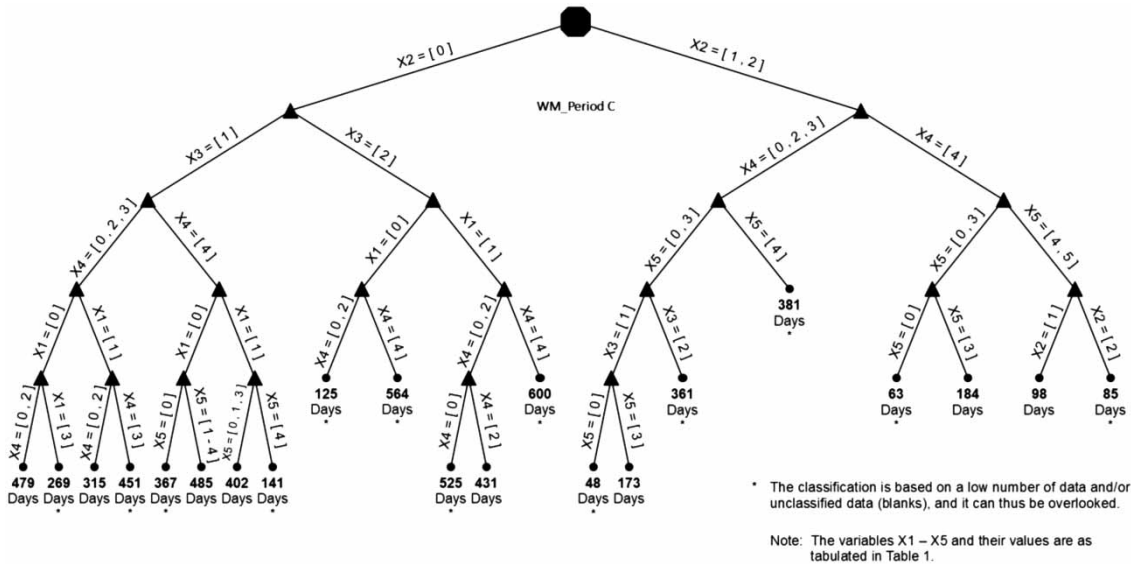 X2=[0]
X2=[1,2]
WM_Period C
X3=[1]
X3=[2]
X4=[0,2,3]
X4=[4]
X4=[0,2,3]
X4=[4]
X1=[0]
X1=[1]
X5=[0,3]
X5=[4]
X5=[0,3]
X5=[4,5]
X1=[0]
X1=[1]
X1=[0]
X1=[1]
X4=[0,2]
X4=[4]
X4=[0,2]
X4=[4]
X3=[1]
X3=[2]
381
Days
*
X5=[0]
X5=[3]
X2=[1]
X2=[2]
X4=[0,2]
X1=[3]
X4=[0,2]
X4=[3]
X5=[0]
X5=[1-4]
X5=[0,1,3]
X5=[4]
125 564 600 361 63 184 98 85
Days Days Days Days Days Days Days Days
* * * * * *
X4=[0]
X4=[2]
X5=[0]
X5=[3]
479 269 315 451 367 485 402 141 525 431 48 173
Days Days Days Days Days Days Days Days Days Days Days Days
* * * * * *
* The classification is based on a low number of data and/or
unclassified data (blanks), and it can thus be overlooked.
Note: The variables X1 – X5 and their values are as
tabulated in Table 1.